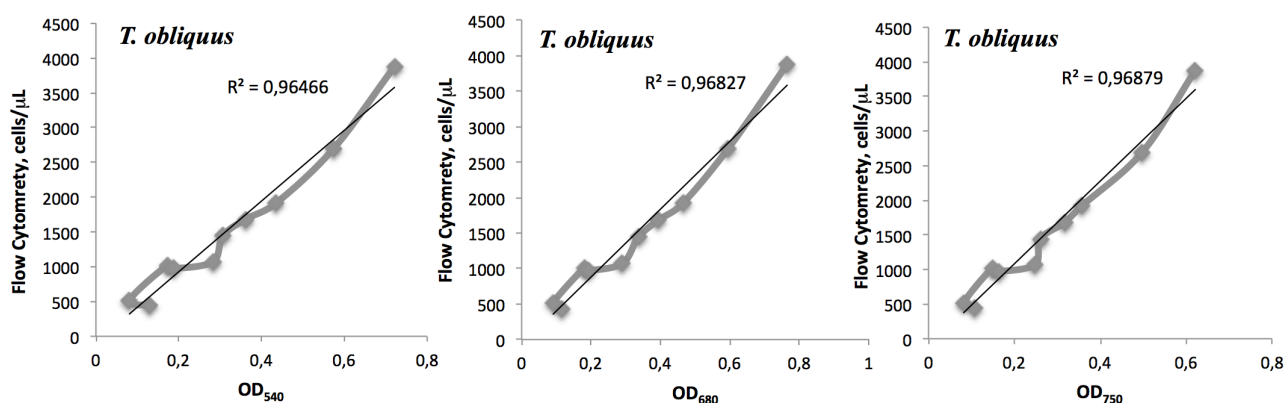 T. obliquus
R² = 0,96466
Flow Cytomrety, cells/µL
4500
4000
3500
3000
2500
2000
1500
1000
500
0
0 0,2 0,4 0,6 0,8
OD540
T. obliquus
R² = 0,96827
Flow Cytomrety, cells/µL
4500
4000
3500
3000
2500
2000
1500
1000
500
0
0 0,2 0,4 0,6 0,8 1
OD680
T. obliquus
R² = 0,96879
Flow Cytomrety, cells/µL
4500
4000
3500
3000
2500
2000
1500
1000
500
0
0 0,2 0,4 0,6 0,8
OD750